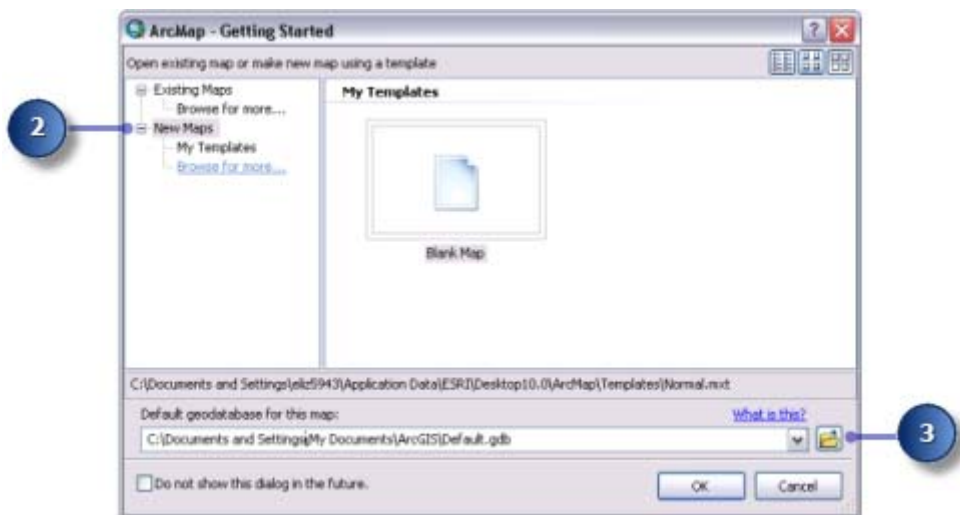 ArcMap - Getting Started
Open existing map or make new map using a template
Existing Maps
Browse for more...
2
New Maps
My Templates
Browse for more...
My Templates
Blank Map
C:\Documents and Settings\eliz5943\Application Data\ESRI\Desktop10.0\ArcMap\Templates\Normal.mxt
Default geodatabase for this map:
What is this?
C:\Documents and Settings\My Documents\ArcGIS\Default.gdb
3
Do not show this dialog in the future.
OK
Cancel